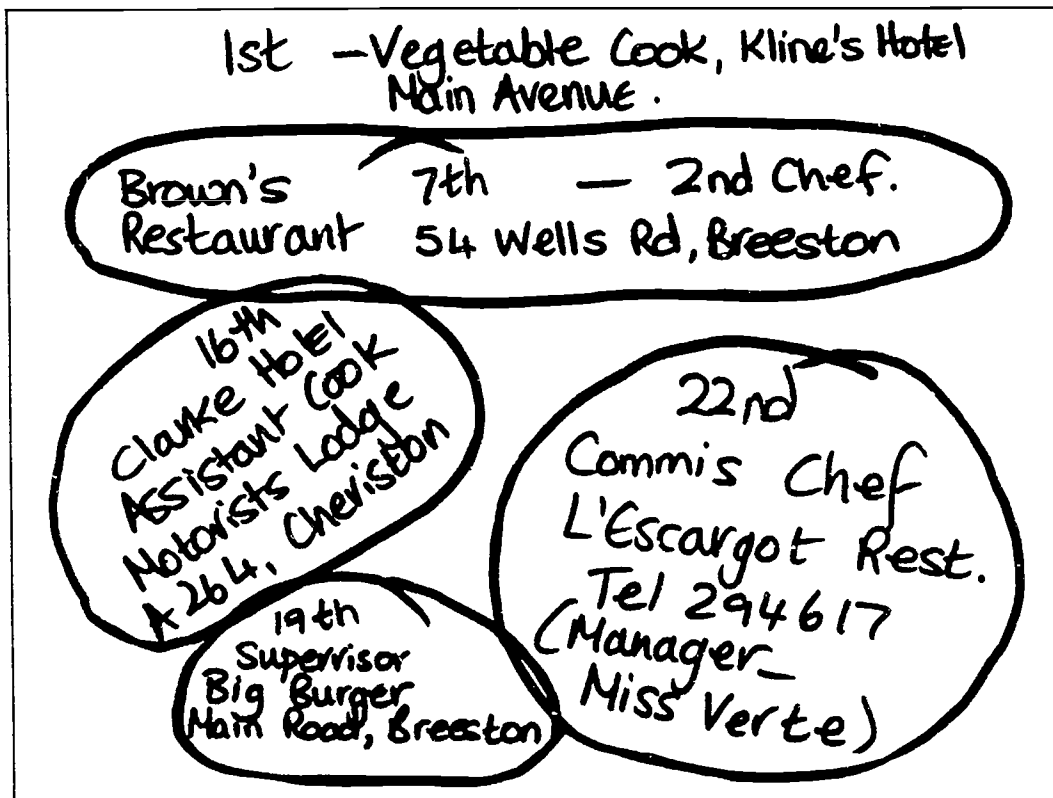 1st – Vegetable Cook, Kline's Hotel
Main Avenue.
Brown's 7th – 2nd Chef.
Restaurant 54 Wells Rd, Breeston
16th
Clarke Hotel
Assistant Cook
Motorists Lodge
A264, Cheriston
22nd
Commis Chef
L'Escargot Rest.
Tel 294617
(Manager –
Miss Verte)
19th
Supervisor
Big Burger
Main Road, Breeston